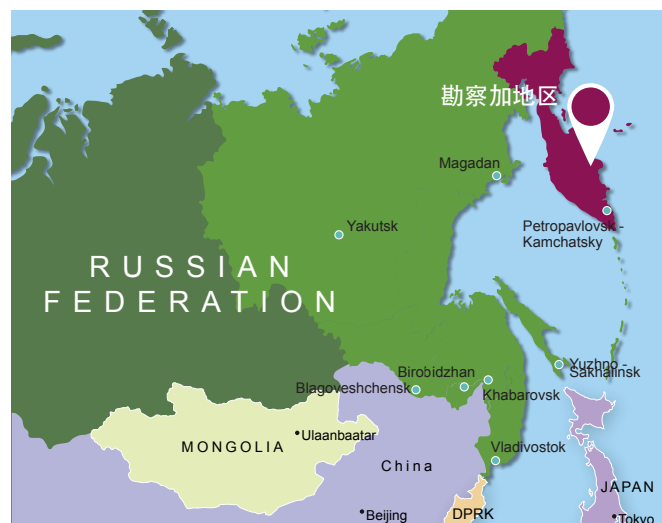 勘察加地区
Magadan
Petropavlovsk -
Kamchatsky
Yakutsk
RUSSIAN
FEDERATION
Yuzhno -
Sakhalinsk
Birobidzhan
Blagoveshchensk
Khabarovsk
MONGOLIA
Ulaanbaatar
China
Vladivostok
JAPAN
Beijing
DPRK
Tokyo